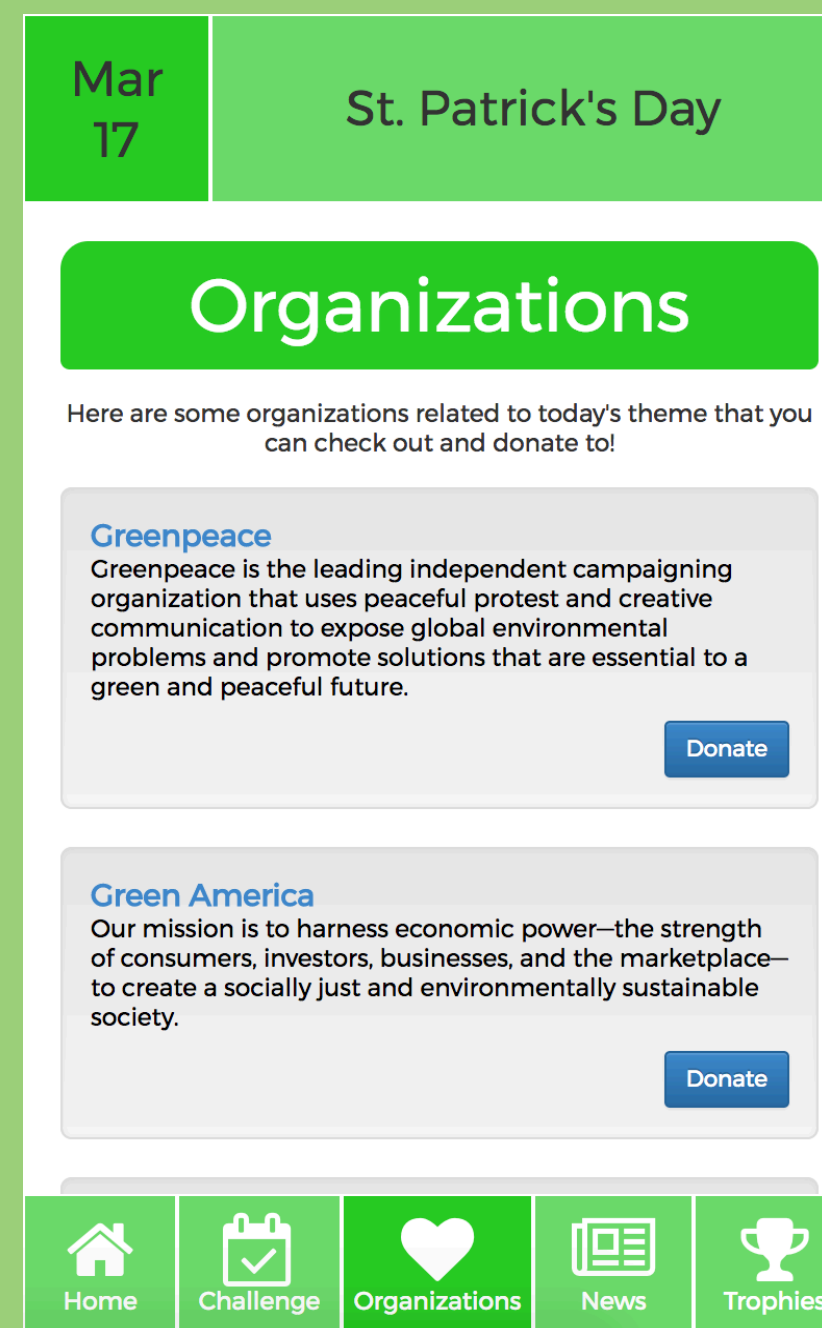 Mar
17
St. Patrick's Day
Organizations
Here are some organizations related to today's theme that you
can check out and donate to!
Greenpeace
Greenpeace is the leading independent campaigning
organization that uses peaceful protest and creative
communication to expose global environmental
problems and promote solutions that are essential to a
green and peaceful future.
Donate
Green America
Our mission is to harness economic power—the strength
of consumers, investors, businesses, and the marketplace—
to create a socially just and environmentally sustainable
society.
Donate
Home
Challenge
Organizations
News
Trophies